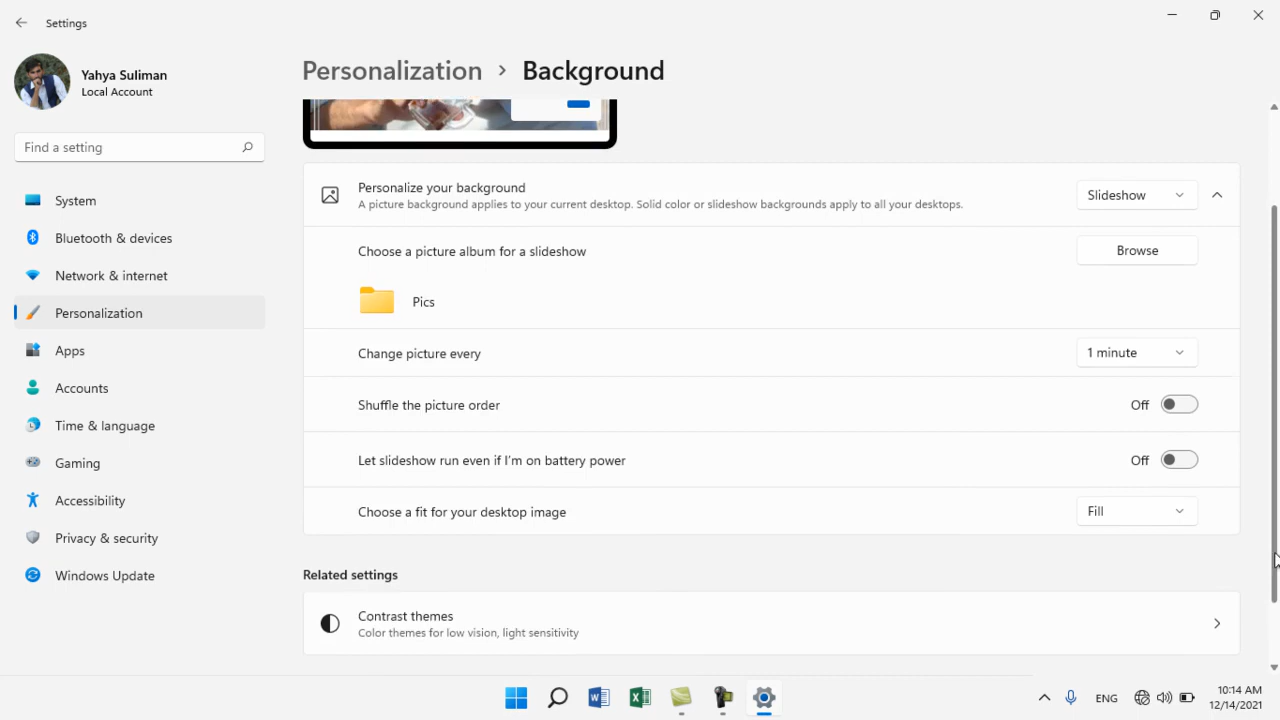 Settings
Yahya Suliman
Local Account
Find a setting
System
Bluetooth & devices
Network & internet
Personalization
Apps
Accounts
Time & language
Gaming
Accessibility
Privacy & security
Windows Update
Personalization > Background
Personalize your background
A picture background applies to your current desktop. Solid color or slideshow backgrounds apply to all your desktops.
Slideshow
Choose a picture album for a slideshow
Browse
Pics
Change picture every
1 minute
Shuffle the picture order
Off
Let slideshow run even if I'm on battery power
Off
Choose a fit for your desktop image
Fill
Related settings
Contrast themes
Color themes for low vision, light sensitivity
ENG
10:14 AM
12/14/2021